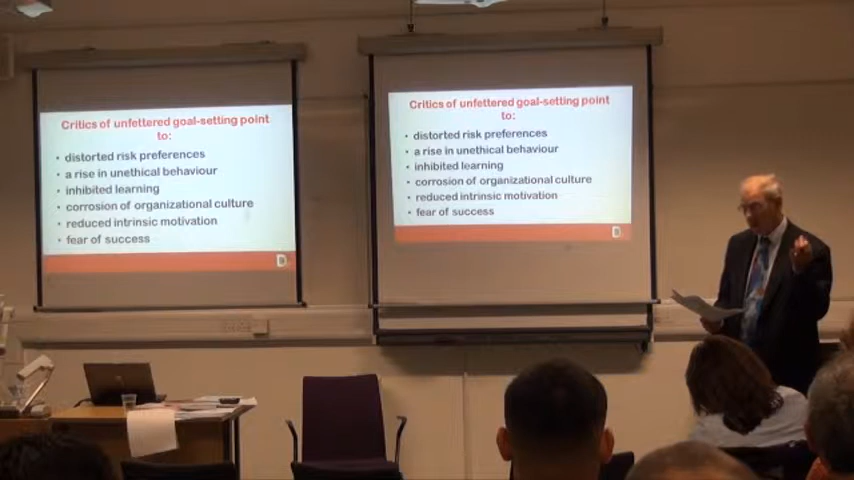 Critics of unfettered goal-setting point
to:
• distorted risk preferences
• a rise in unethical behaviour
• inhibited learning
• corrosion of organizational culture
• reduced intrinsic motivation
• fear of success
D
Critics of unfettered goal-setting point
to:
• distorted risk preferences
• a rise in unethical behaviour
• inhibited learning
• corrosion of organizational culture
• reduced intrinsic motivation
• fear of success
D